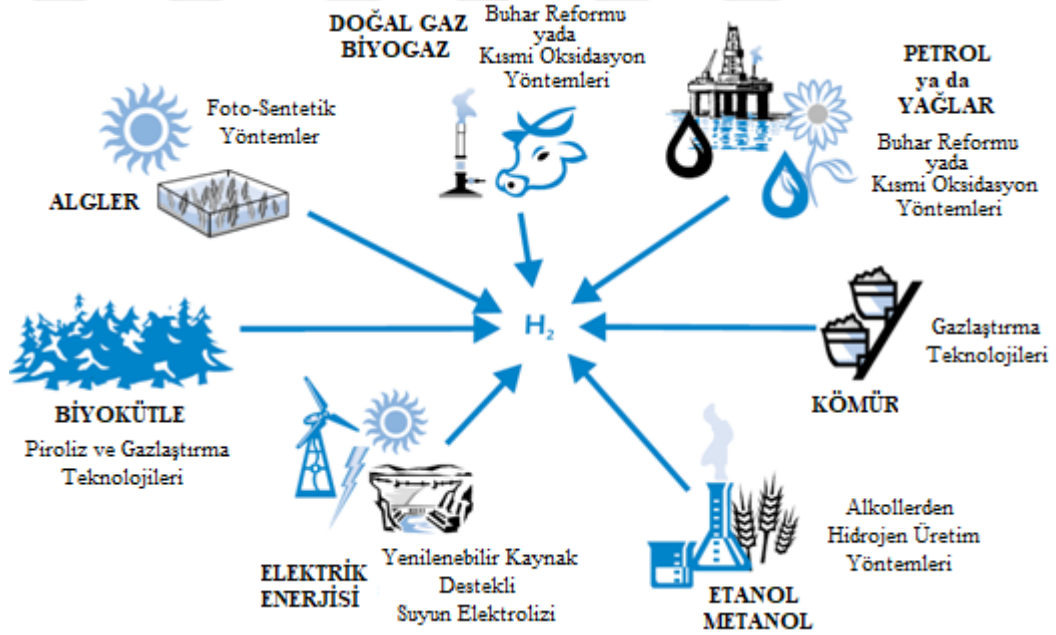 DOĞAL GAZ
BİYOGAZ
Buhar Reformu
yada
Kısmi Oksidasyon
Yöntemleri
PETROL
ya da
YAĞLAR
Buhar Reformu
yada
Kısmi Oksidasyon
Yöntemleri
Foto-Sentetik
Yöntemler
ALGLER
H2
Gazlaştırma
Teknolojileri
KÖMÜR
BİYOKÜTLE
Piroliz ve Gazlaştırma
Teknolojileri
ELEKTRİK
ENERJİSİ
Yenilenebilir Kaynak
Destekli
Suyun Elektrolizi
Alkollerden
Hidrojen Üretim
Yöntemleri
ETANOL
METANOL